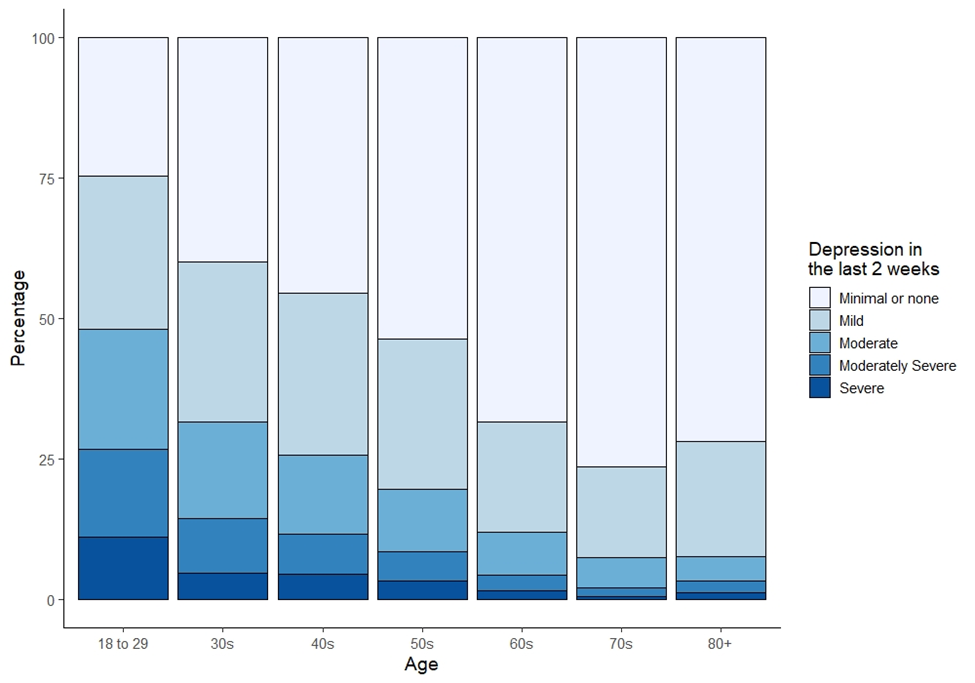 100
75
50
25
0
Percentage
18 to 29 30s 40s 50s 60s 70s 80+
Age
Depression in
the last 2 weeks
Minimal or none
Mild
Moderate
Moderately Severe
Severe